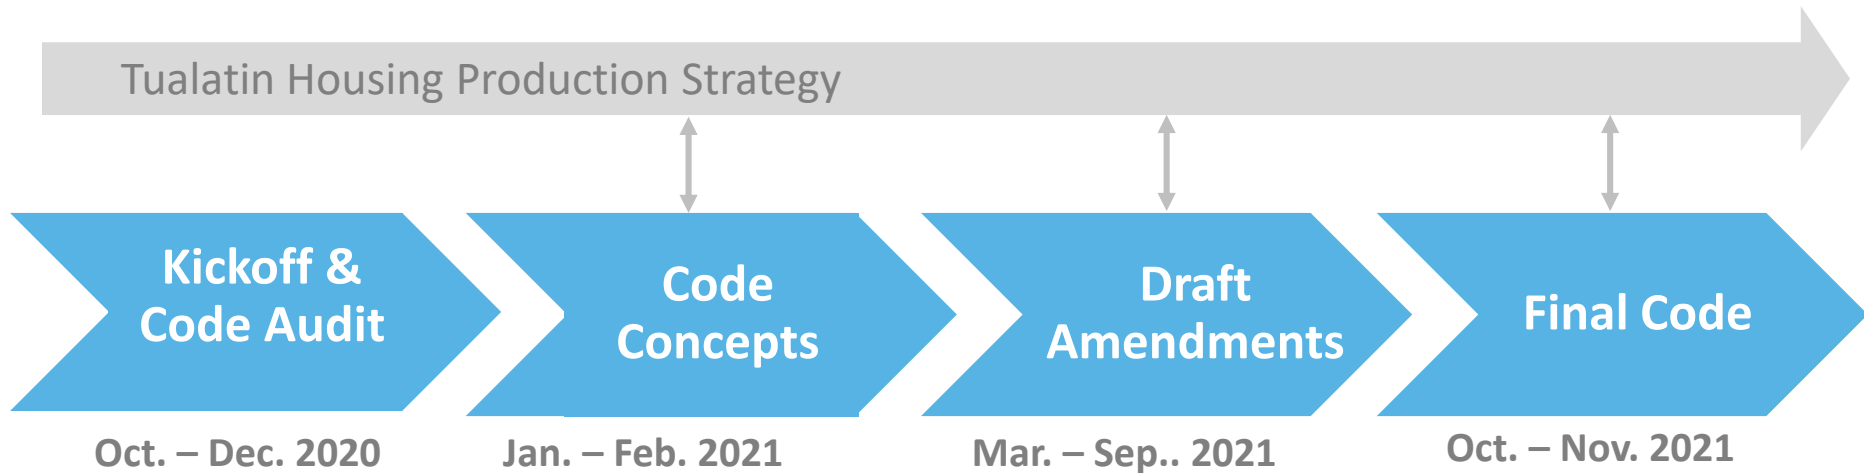 Tualatin Housing Production Strategy
Kickoff &
Code Audit
Code
Concepts
Draft
Amendments
Final Code
Oct. – Dec. 2020
Jan. – Feb. 2021
Mar. – Sep.. 2021
Oct. – Nov. 2021